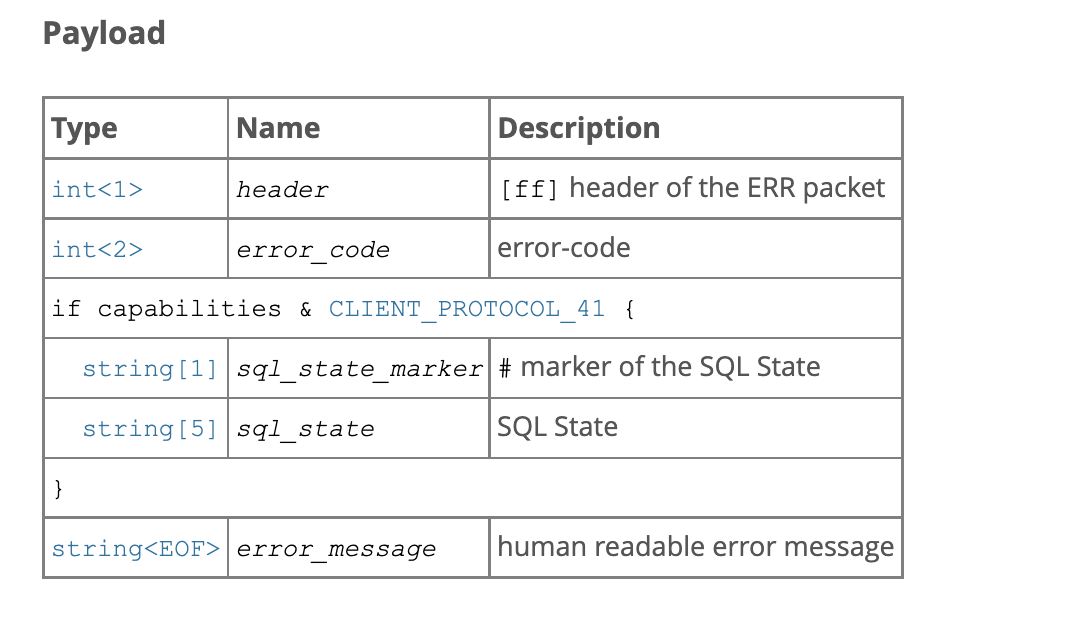 Payload
Type Name Description
int<1> header [ff] header of the ERR packet
int<2> error_code error-code
if capabilities & CLIENT_PROTOCOL_41 {
string[1] sql_state_marker # marker of the SQL State
string[5] sql_state SQL State
}
string<EOF> error_message human readable error message